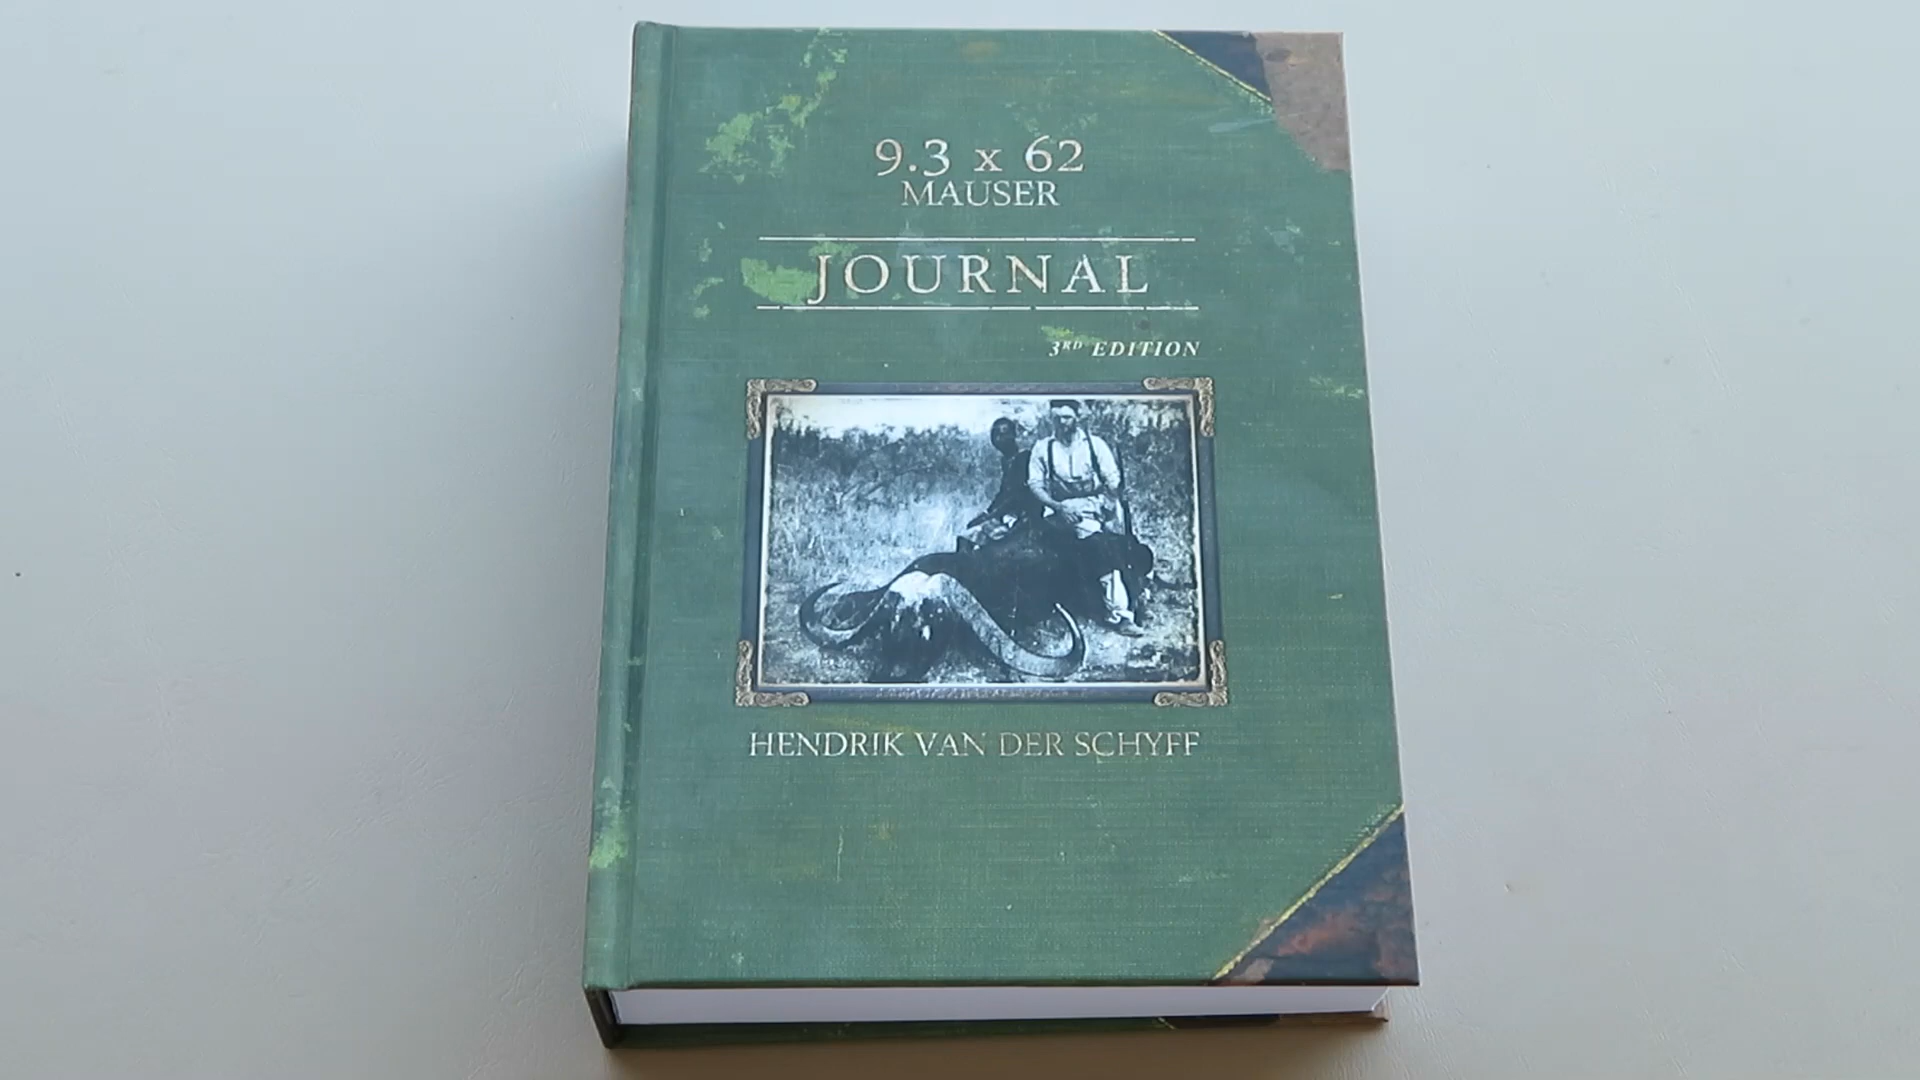 9.3 x 62
MAUSER
JOURNAL
3RD EDITION
HENDRIK VAN DER SCHYFF